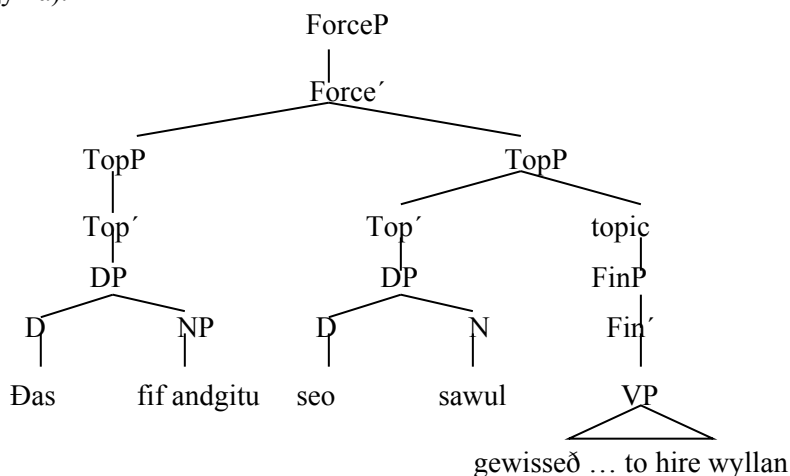 ForceP
Force´
TopP TopP
Top´ Top´ topic
DP DP FinP
D NP D N Fin´
Ðas fif andgitu seo sawul VP
gewisseð … to hire wyllan